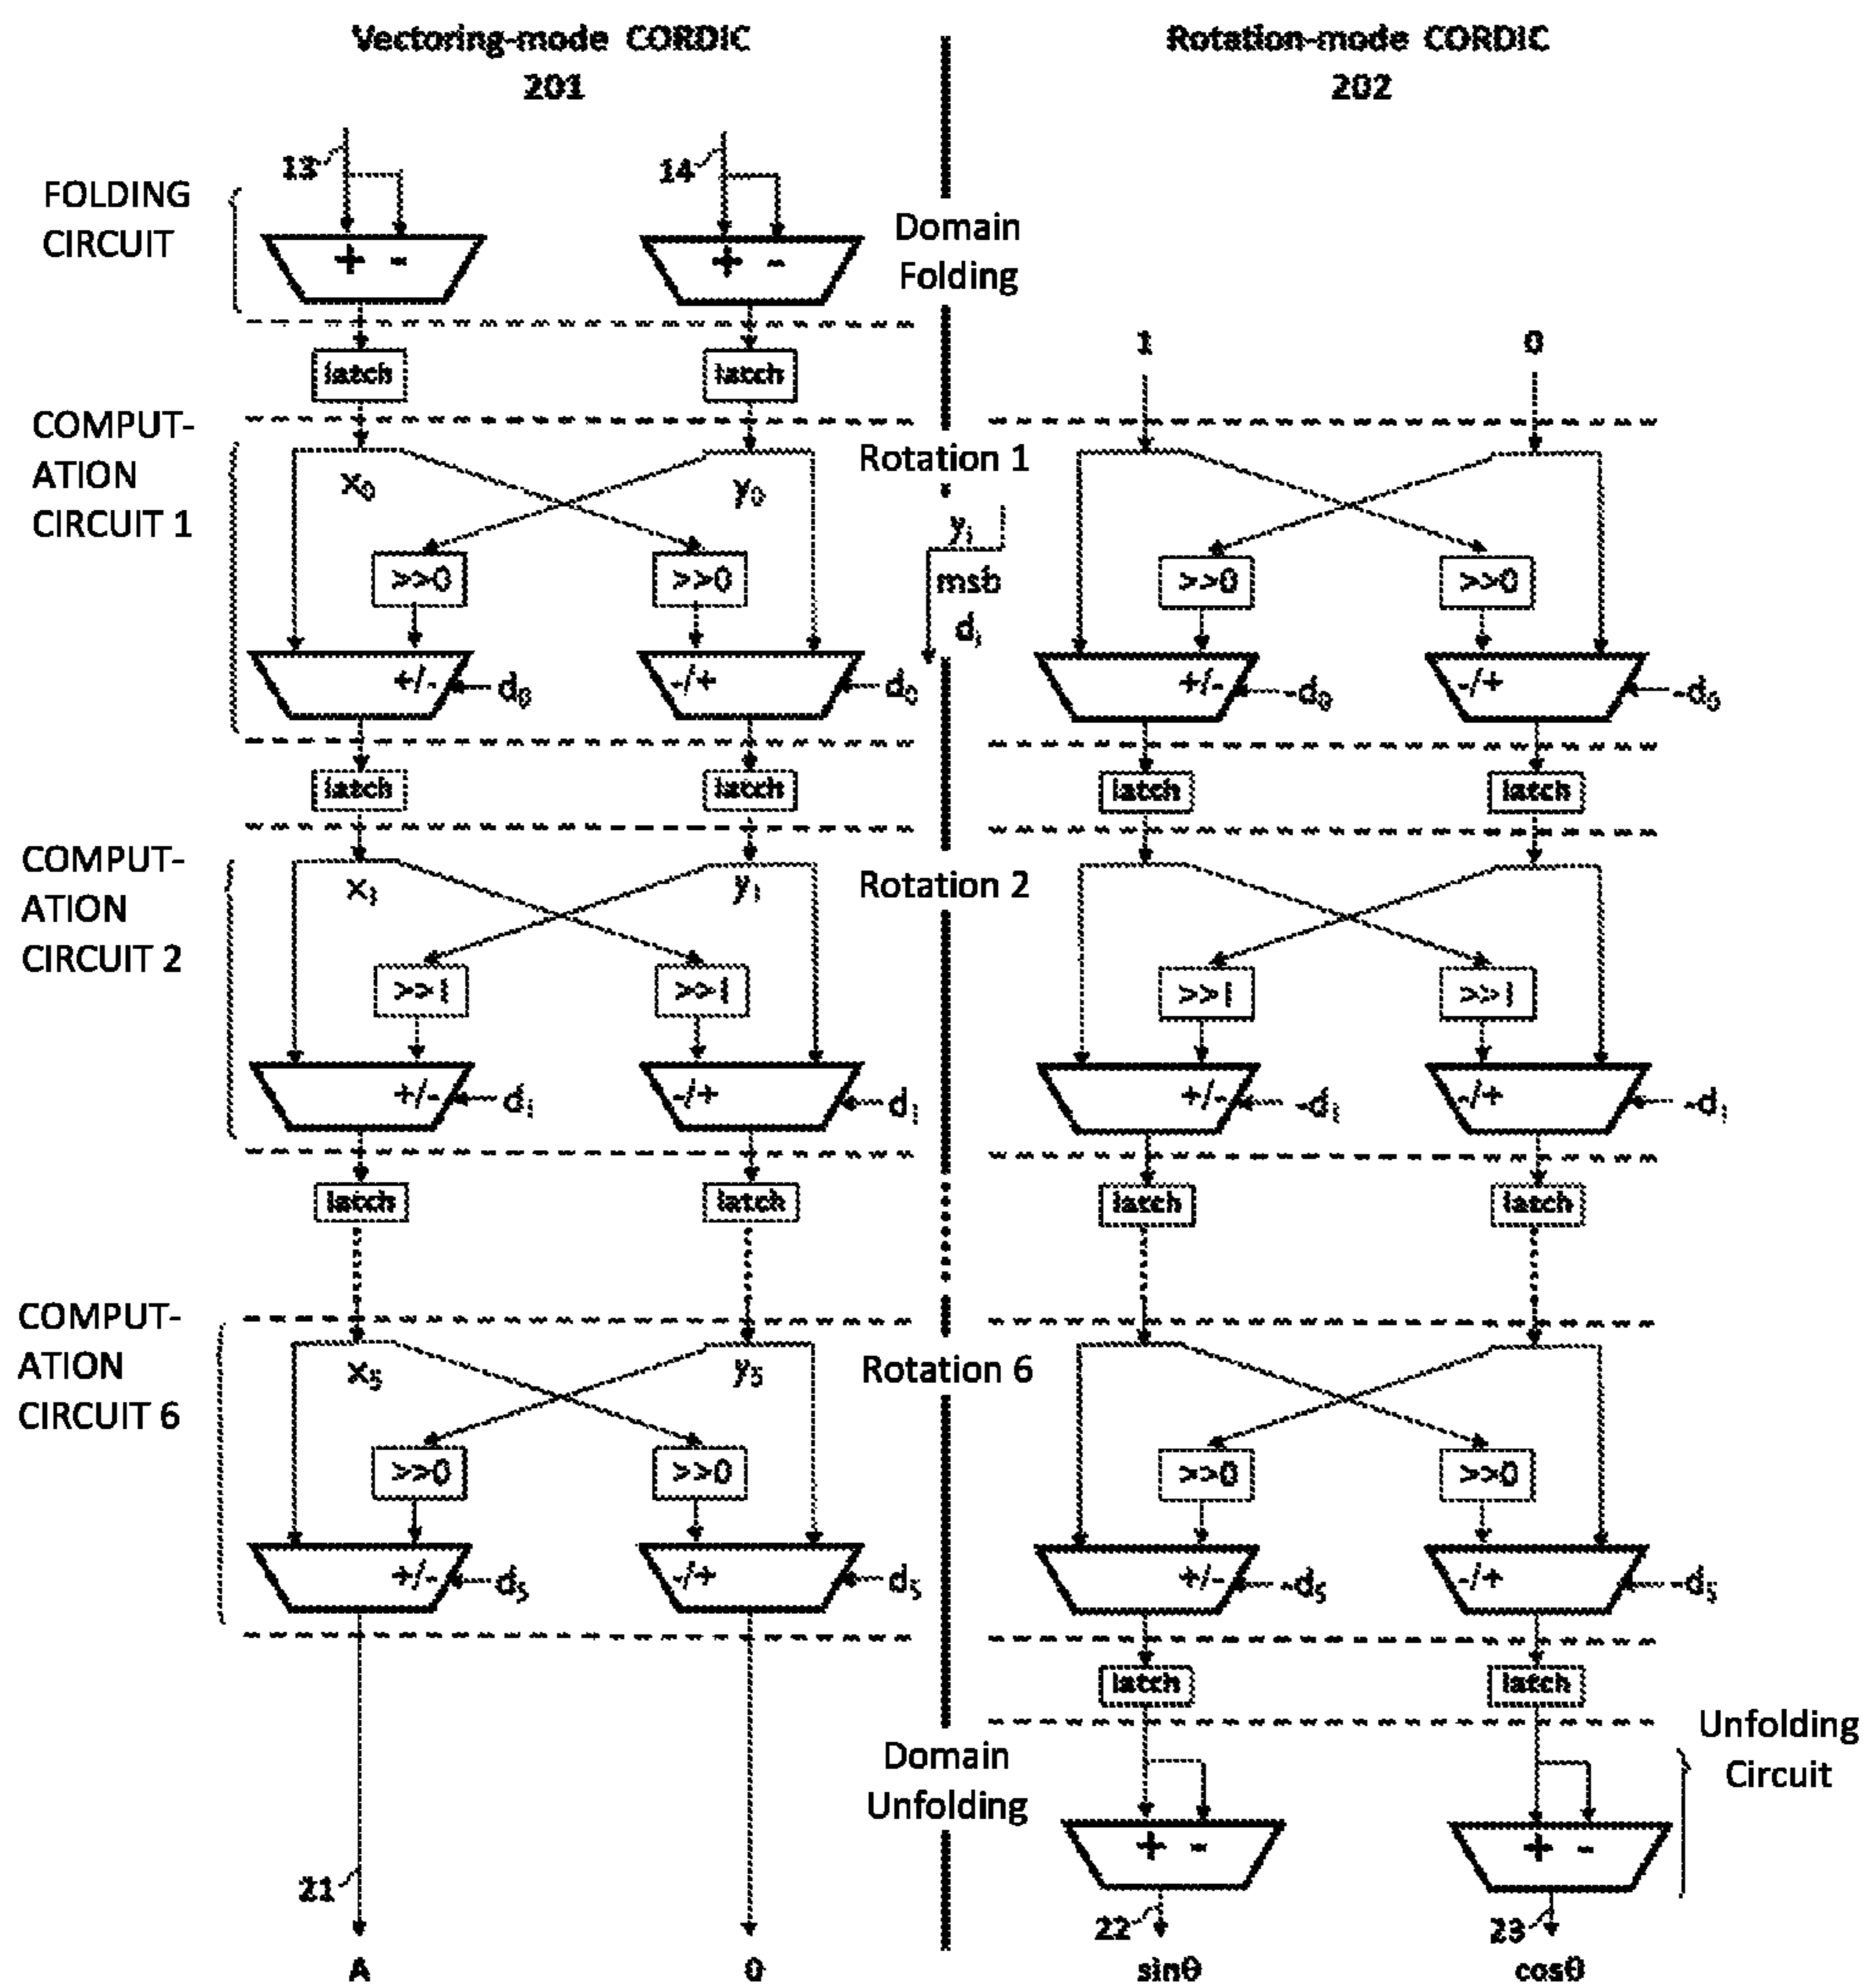 Vectoring-mode CORDIC
201
Rotation-mode CORDIC
202
13
14
FOLDING
CIRCUIT
+ -
+ -
Domain
Folding
latch
latch
1
0
COMPUT-
ATION
CIRCUIT 1
x0
y0
Rotation 1
yi
msb
di
>>0
>>0
>>0
>>0
+/-
d0
-/+
d0
+/-
-d0
-/+
-d0
latch
latch
latch
latch
COMPUT-
ATION
CIRCUIT 2
x1
y1
Rotation 2
>>1
>>1
>>1
>>1
+/-
d1
-/+
d1
+/-
-d1
-/+
-d1
latch
latch
latch
latch
COMPUT-
ATION
CIRCUIT 6
x5
y5
Rotation 6
>>0
>>0
>>0
>>0
+/-
d5
-/+
d5
+/-
-d5
-/+
-d5
latch
latch
Domain
Unfolding
Unfolding
Circuit
+ -
+ -
21
22
23
A
0
sinθ
cosθ